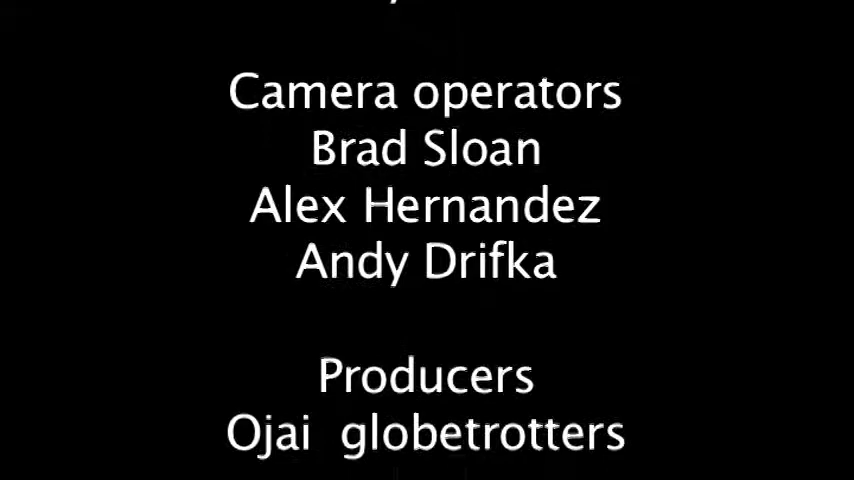 Camera operators
Brad Sloan
Alex Hernandez
Andy Drifka
Producers
Ojai globetrotters